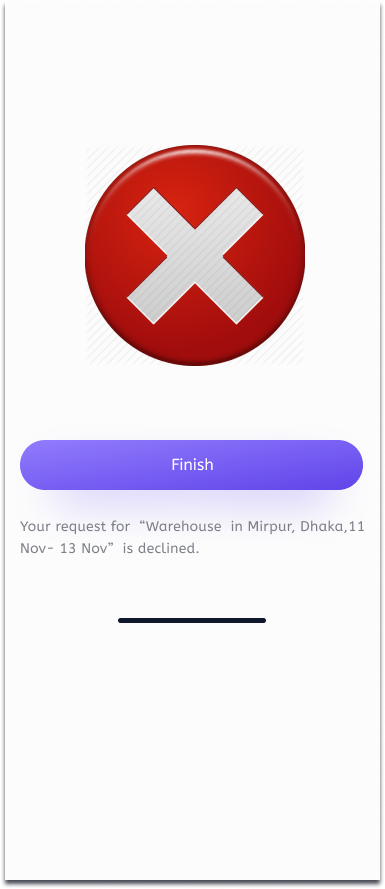 Finish
Your request for “Warehouse in Mirpur, Dhaka,11
Nov- 13 Nov” is declined.